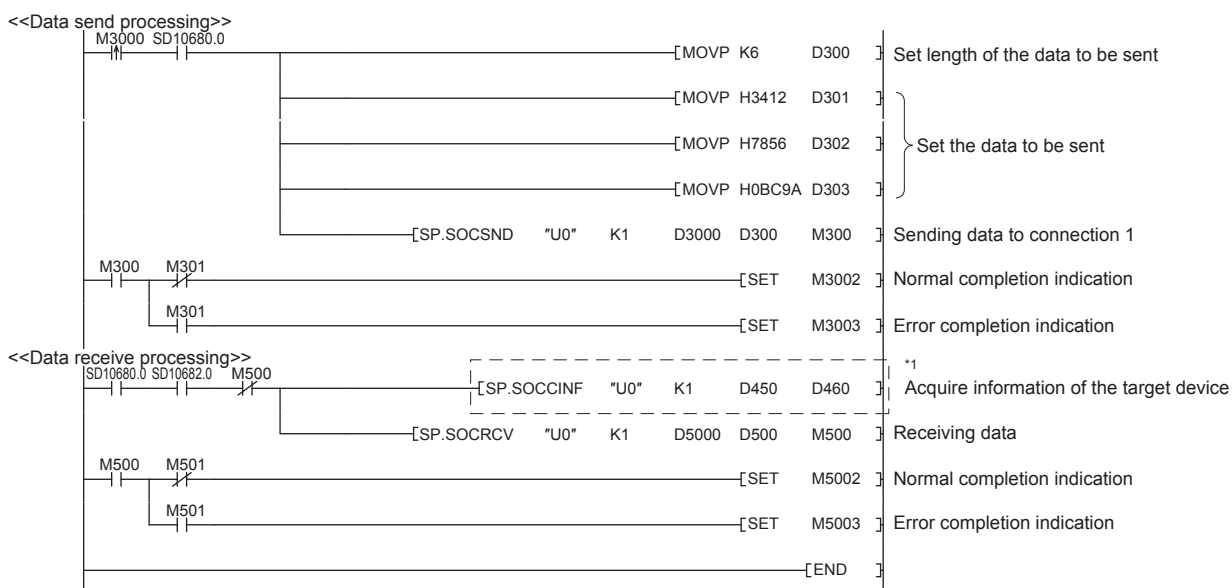 <<Data send processing>>
M3000 SD10680.0
MOVP K6 D300 Set length of the data to be sent
MOVP H3412 D301
MOVP H7856 D302 Set the data to be sent
MOVP H0BC9A D303
SP.SOCSND "U0" K1 D3000 D300 M300 Sending data to connection 1
M300 M301
SET M3002 Normal completion indication
M301
SET M3003 Error completion indication
<<Data receive processing>>
SD10680.0 SD10682.0 M500
*1
SP.SOCCINF "U0" K1 D450 D460 Acquire information of the target device
SP.SOCRCV "U0" K1 D5000 D500 M500 Receiving data
M500 M501
SET M5002 Normal completion indication
M501
SET M5003 Error completion indication
END